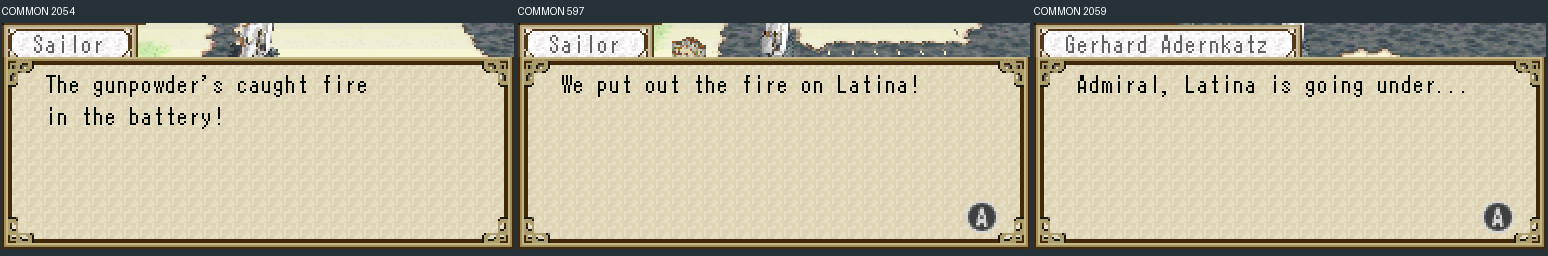 COMMON 2054
Sailor
The gunpowder's caught fire
in the battery!
COMMON 597
Sailor
We put out the fire on Latina!
A
COMMON 2059
Gerhard Adernkatz
Admiral, Latina is going under...
A